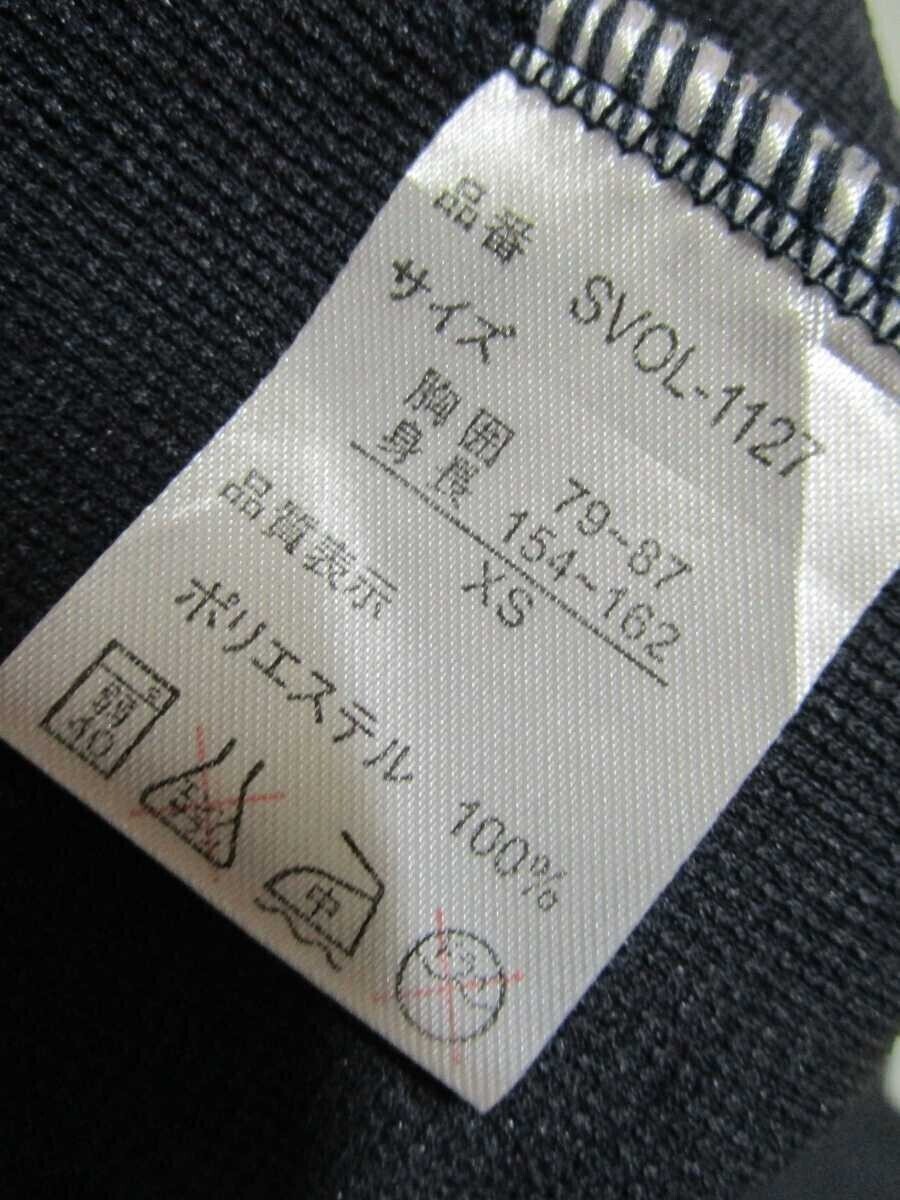 品番 SVOL-1127
サイズ
胸囲 79~87
身長 154~162
XS
品質表示
ポリエステル 100%
弱
40
中